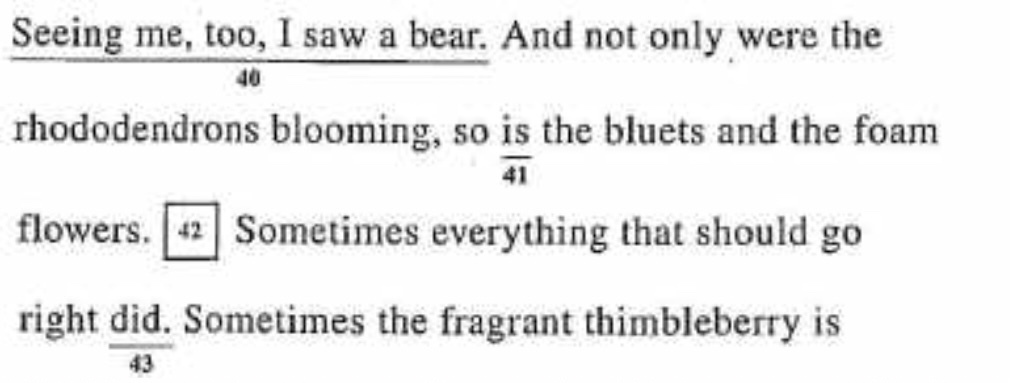 Seeing me, too, I saw a bear. And not only were the
40
rhododendrons blooming, so is the bluets and the foam
41
flowers. 42 Sometimes everything that should go
right did. Sometimes the fragrant thimbleberry is
43